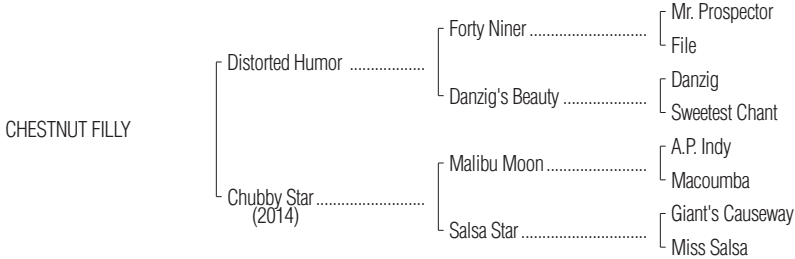 Mr. Prospector
Forty Niner ........................
File
Distorted Humor ..................
Danzig
Danzig's Beauty ....................
Sweetest Chant
CHESTNUT FILLY
A.P. Indy
Malibu Moon ........................
Macoumba
Chubby Star ..........................
(2014)
Giant's Causeway
Salsa Star ..............................
Miss Salsa